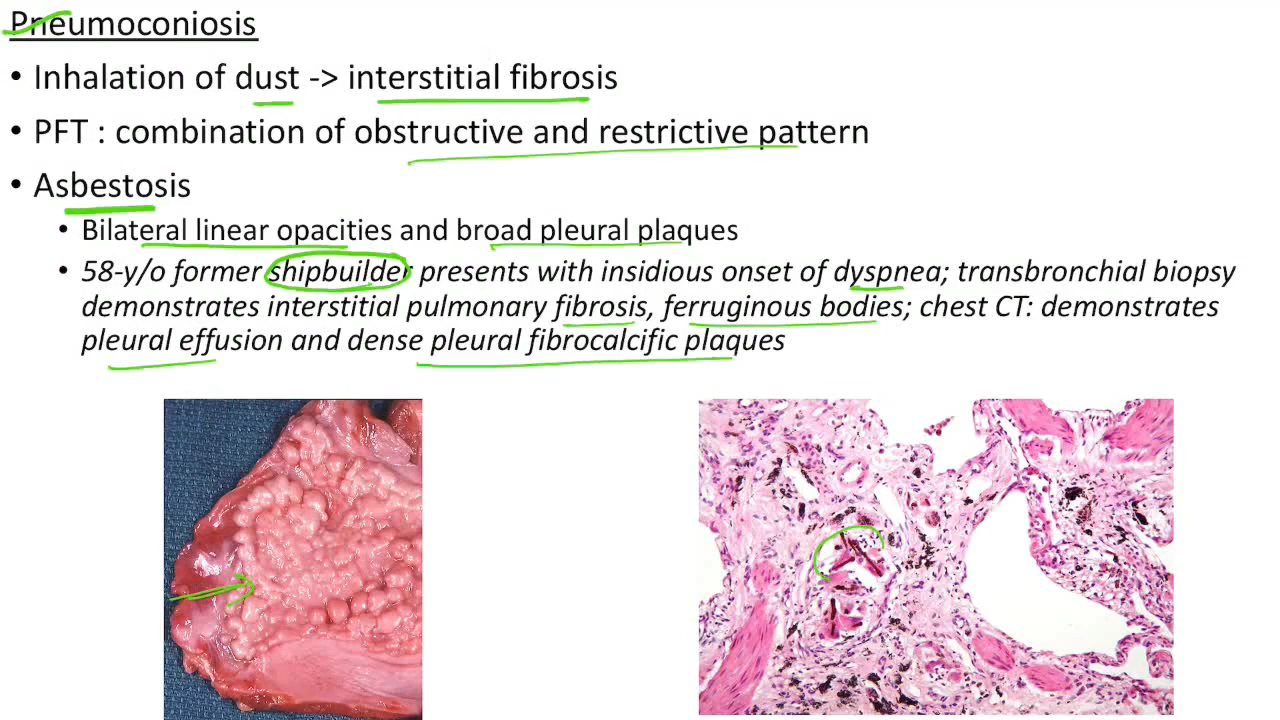 Pneumoconiosis
• Inhalation of dust -> interstitial fibrosis
• PFT : combination of obstructive and restrictive pattern
• Asbestosis
• Bilateral linear opacities and broad pleural plaques
• 58-y/o former shipbuilder presents with insidious onset of dyspnea; transbronchial biopsy
demonstrates interstitial pulmonary fibrosis, ferruginous bodies; chest CT: demonstrates
pleural effusion and dense pleural fibrocalcific plaques